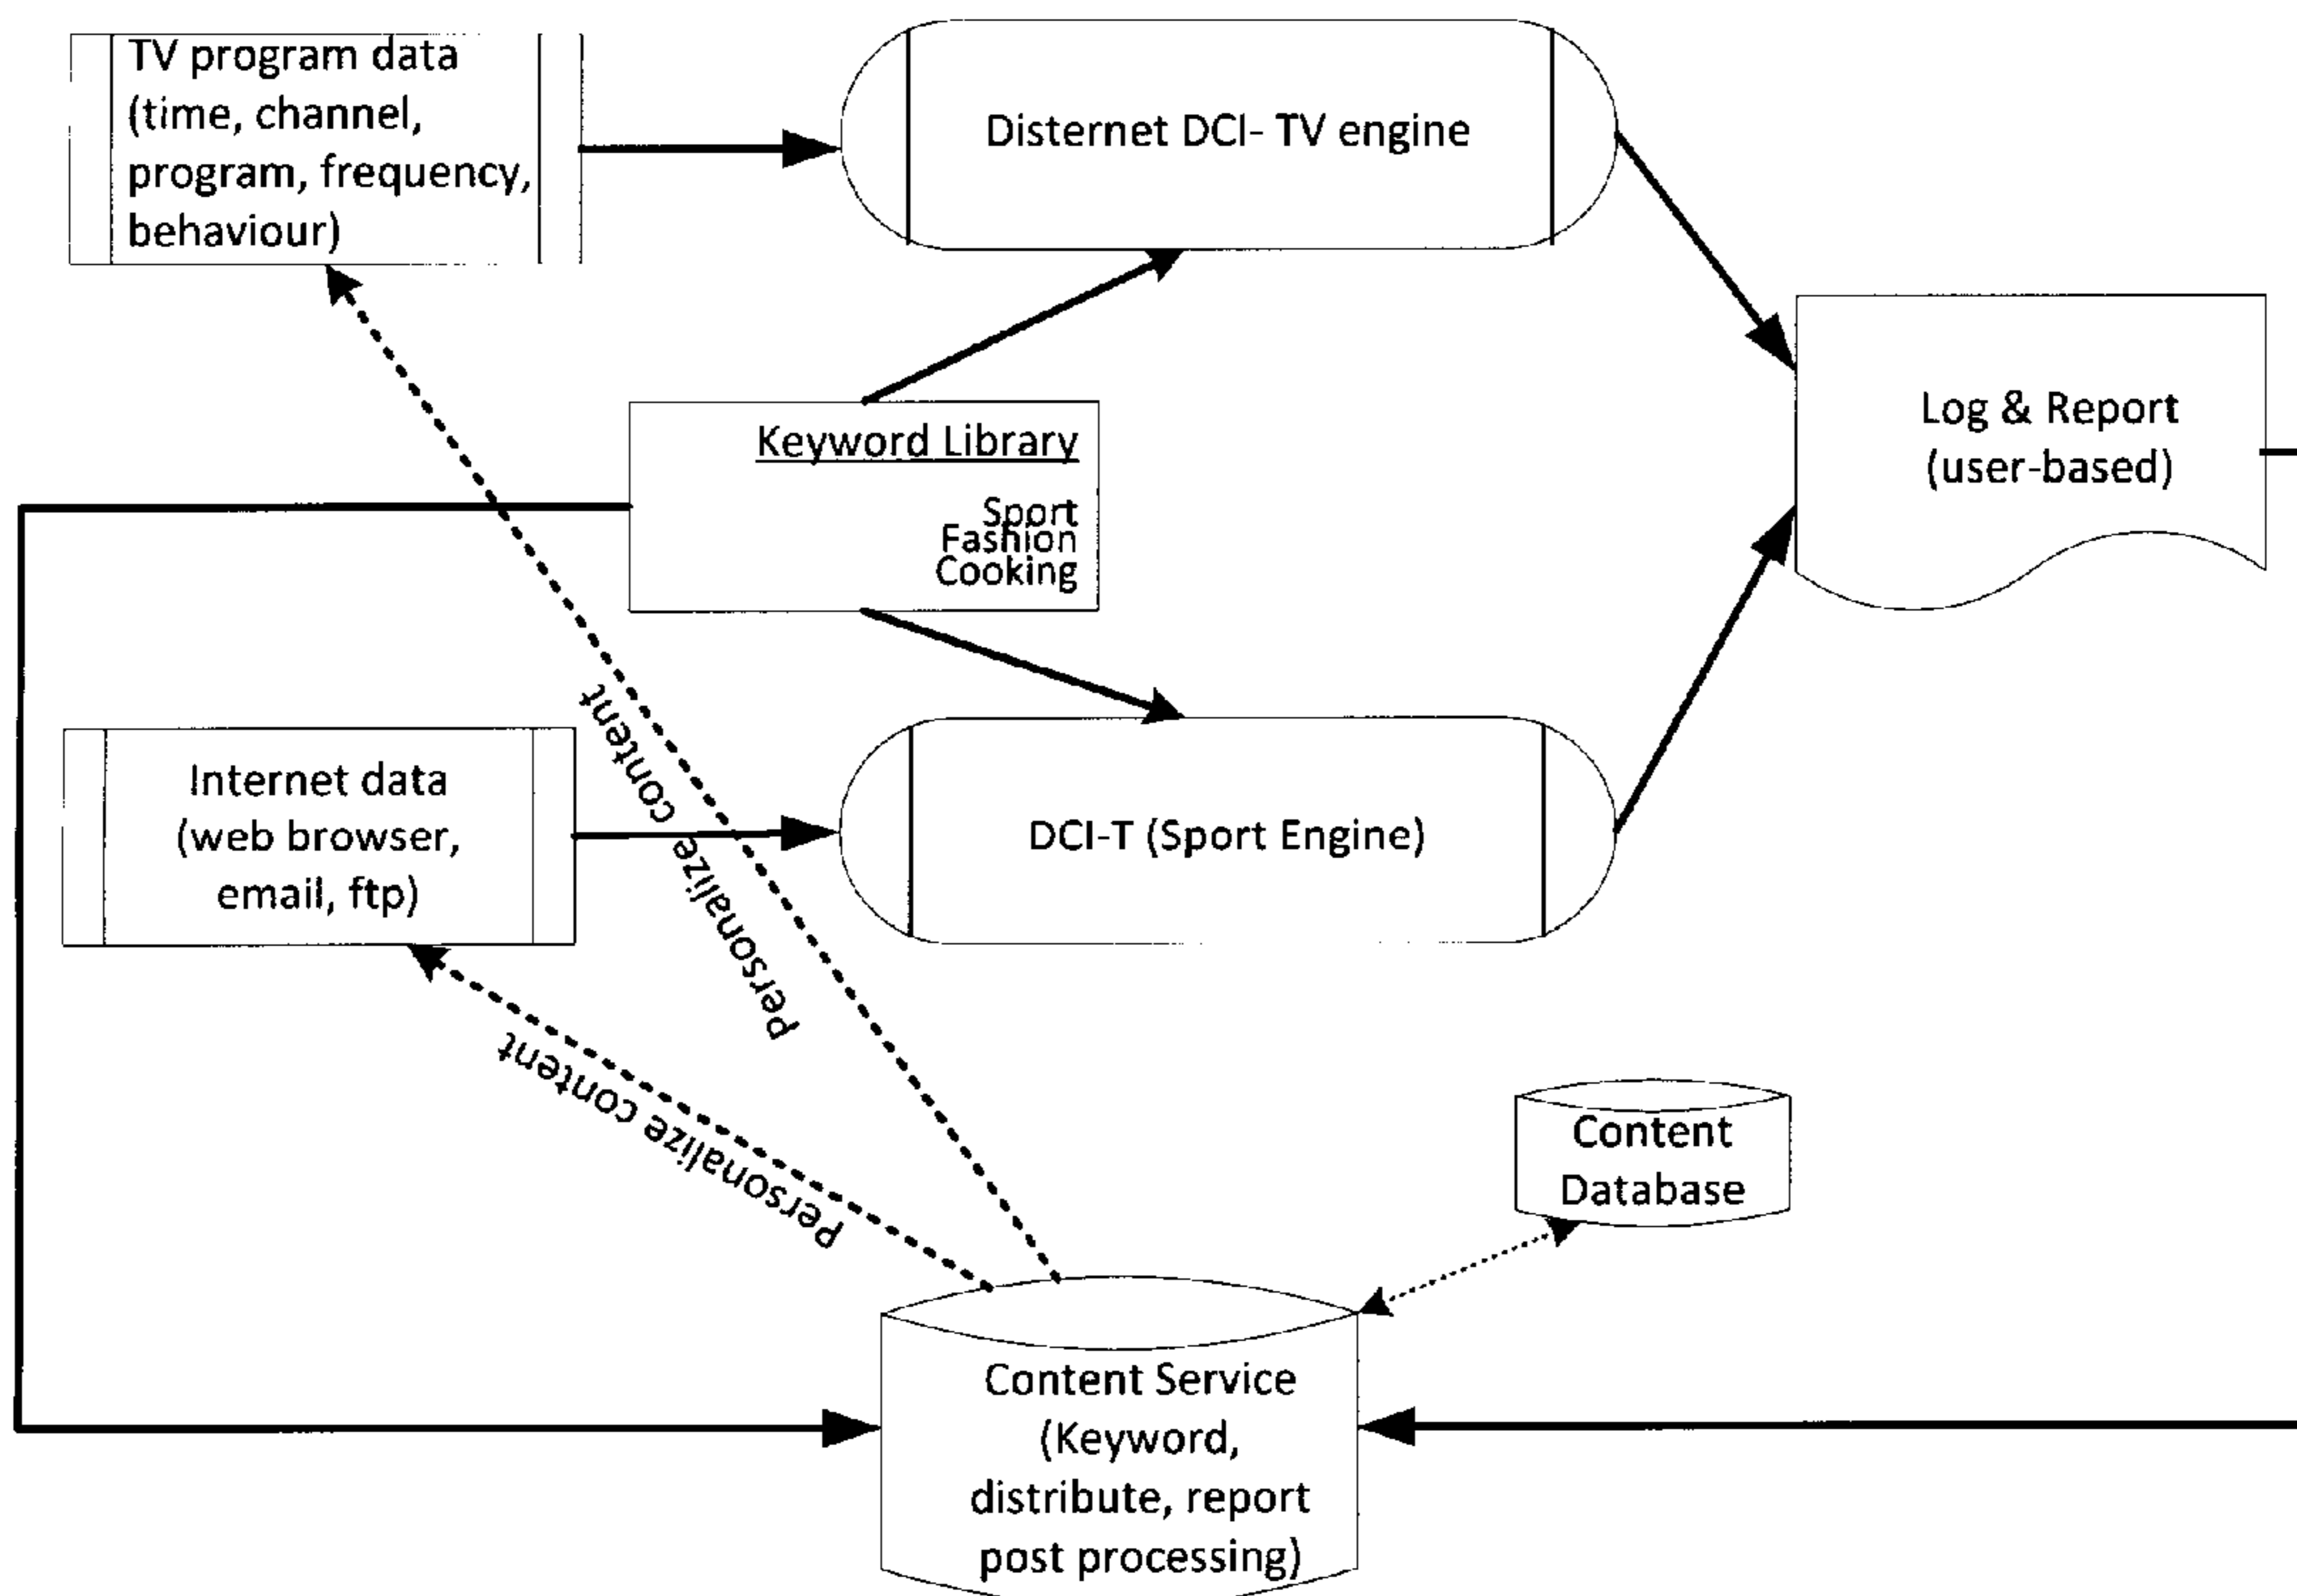 TV program data
(time, channel,
program, frequency,
behaviour)
Disternet DCI- TV engine
Keyword Library
Sport
Fashion
Cooking
Log & Report
(user-based)
Personalize content
Internet data
(web browser,
email, ftp)
DCI-T (Sport Engine)
Personalize content
Content
Database
Content Service
(Keyword,
distribute, report
post processing)